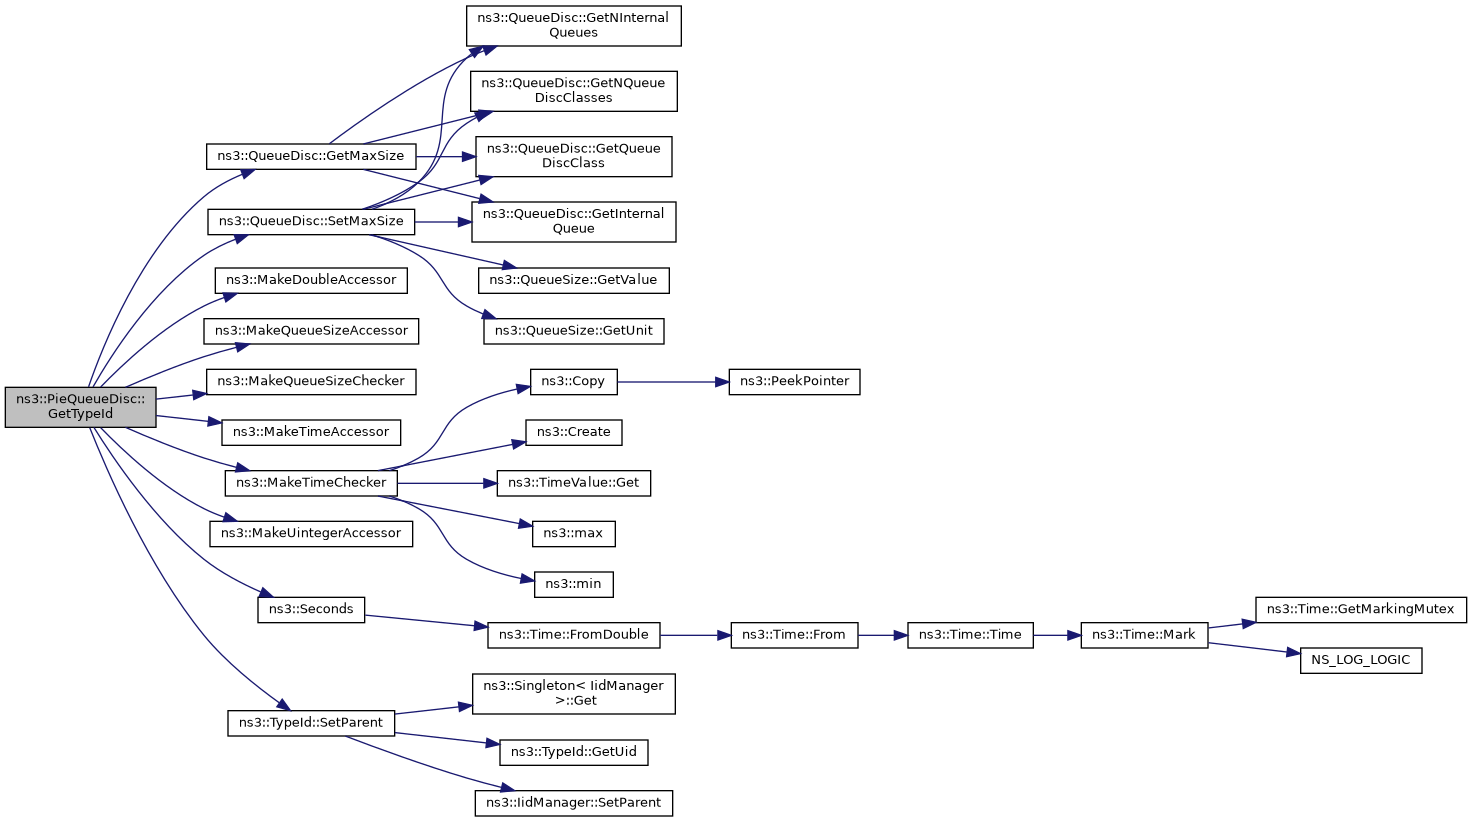 ns3::QueueDisc::GetNInternal
Queues
ns3::QueueDisc::GetNQueue
DiscClasses
ns3::QueueDisc::GetMaxSize
ns3::QueueDisc::GetQueue
DiscClass
ns3::QueueDisc::SetMaxSize
ns3::QueueDisc::GetInternal
Queue
ns3::MakeDoubleAccessor
ns3::QueueSize::GetValue
ns3::MakeQueueSizeAccessor
ns3::QueueSize::GetUnit
ns3::PieQueueDisc::
GetTypeId
ns3::MakeQueueSizeChecker
ns3::Copy
ns3::PeekPointer
ns3::MakeTimeAccessor
ns3::Create
ns3::MakeTimeChecker
ns3::TimeValue::Get
ns3::MakeUintegerAccessor
ns3::max
ns3::min
ns3::Seconds
ns3::Time::FromDouble
ns3::Time::From
ns3::Time::Time
ns3::Time::Mark
ns3::Time::GetMarkingMutex
NS_LOG_LOGIC
ns3::TypeId::SetParent
ns3::Singleton< IidManager
>::Get
ns3::TypeId::GetUid
ns3::IidManager::SetParent